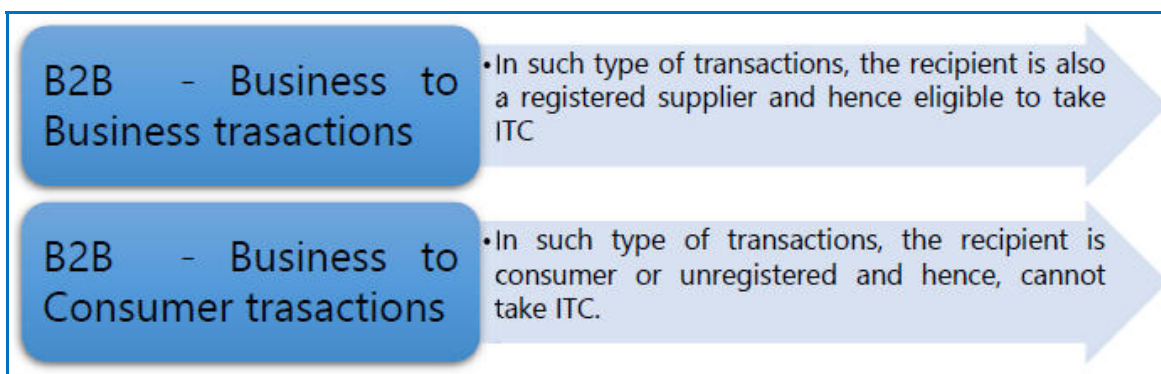 B2B - Business to
Business trasactions
•In such type of transactions, the recipient is also
a registered supplier and hence eligible to take
ITC
B2B - Business to
Consumer trasactions
•In such type of transactions, the recipient is
consumer or unregistered and hence, cannot
take ITC.